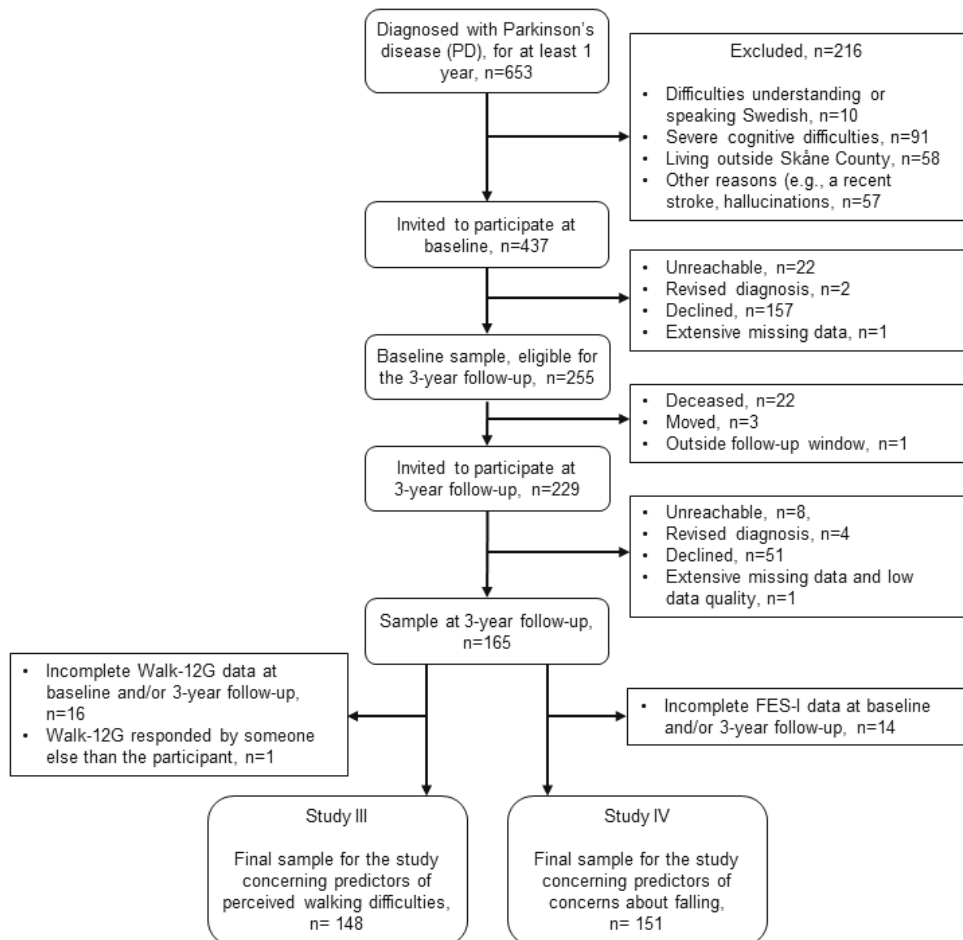 Diagnosed with Parkinson's
disease (PD), for at least 1
year, n=653
Excluded, n=216
• Difficulties understanding or
speaking Swedish, n=10
• Severe cognitive difficulties, n=91
• Living outside Skåne County, n=58
• Other reasons (e.g., a recent
stroke, hallucinations, n=57
Invited to participate at
baseline, n=437
• Unreachable, n=22
• Revised diagnosis, n=2
• Declined, n=157
• Extensive missing data, n=1
Baseline sample, eligible for
the 3-year follow-up, n=255
• Deceased, n=22
• Moved, n=3
• Outside follow-up window, n=1
Invited to participate at
3-year follow-up, n=229
• Unreachable, n=8,
• Revised diagnosis, n=4
• Declined, n=51
• Extensive missing data and low
data quality, n=1
Sample at 3-year follow-up,
n=165
• Incomplete Walk-12G data at
baseline and/or 3-year follow-up,
n=16
• Walk-12G responded by someone
else than the participant, n=1
• Incomplete FES-I data at baseline
and/or 3-year follow-up, n=14
Study III
Final sample for the study
concerning predictors of
perceived walking difficulties,
n= 148
Study IV
Final sample for the study
concerning predictors of
concerns about falling,
n= 151